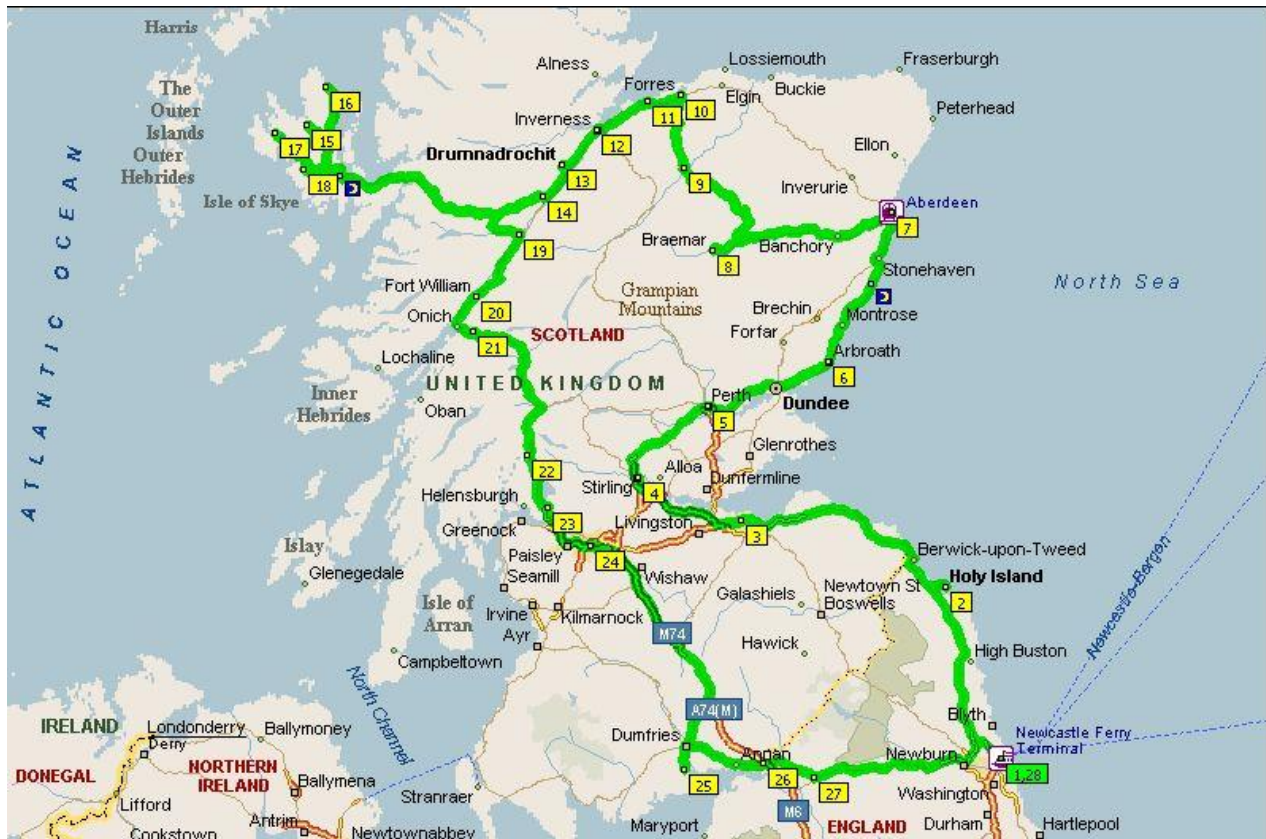 Harris
Lossiemouth
Fraserburgh
Alness
Forres
The
Outer
Islands
Outer
Hebrides
16
Elgin
Buckie
10
11
Peterhead
Inverness
15
12
17
Drumnadrochit
Ellon
13
9
Inverurie
18
Isle of Skye
14
Aberdeen
7
Braemar
Banchory
19
8
Stonehaven
ATLANTIC OCEAN
North Sea
Fort William
Grampian
Mountains
Brechin
20
Onich
Montrose
SCOTLAND
Forfar
21
Lochaline
Arbroath
6
UNITED KINGDOM
Inner
Hebrides
Perth
Oban
Dundee
5
Glenrothes
22
Alloa
Stirling
Dunfermline
4
Helensburgh
23
Livingston
Greenock
3
Islay
Paisley
24
Berwick-upon-Tweed
Seamill
Wishaw
Glenegedale
Holy Island
Newtown St
Boswells
Galashiels
2
Isle of
Arran
Irvine
Kilmarnock
Ayr
M74
Hawick
Newcastle-Bergen
Campbeltown
High Buston
North Channel
A74(M)
IRELAND
Londonderry
Ballymoney
Derry
Blyth
Dumfries
Newcastle Ferry
Terminal
Annan
Newburn
DONEGAL
NORTHERN
IRELAND
Ballymena
25
26
1,28
27
Stranraer
Washington
Lifford
M6
Antrim
Maryport
ENGLAND
Durham
Cookstown
Newtownabbey
Hartlepool